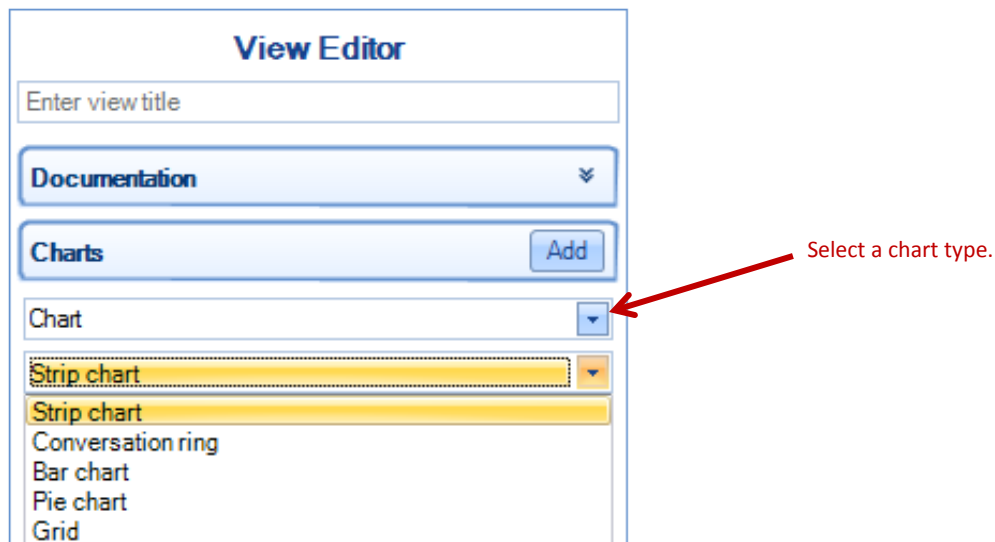 View Editor
Enter view title
Documentation
Charts
Add
Select a chart type.
Chart
Strip chart
Strip chart
Conversation ring
Bar chart
Pie chart
Grid